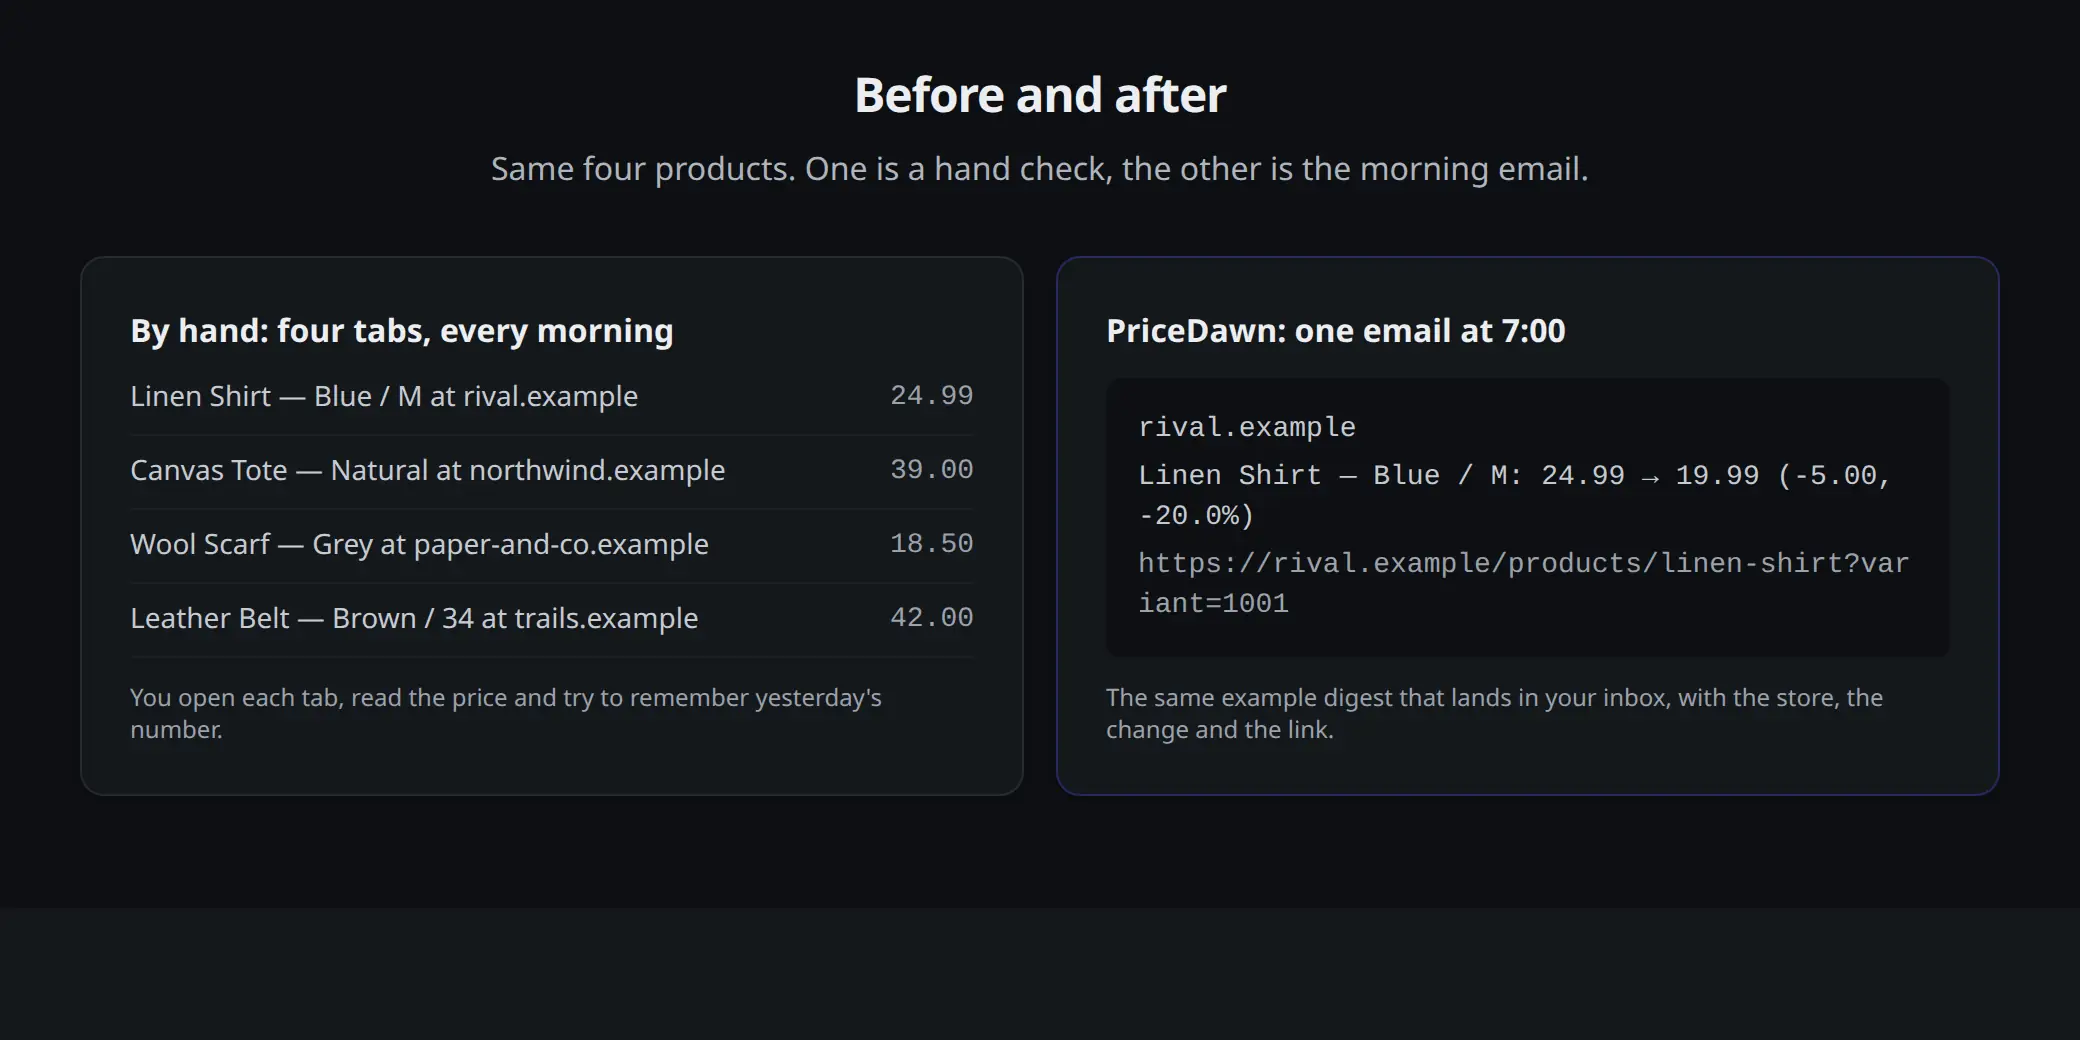 Before and after
Same four products. One is a hand check, the other is the morning email.
By hand: four tabs, every morning
Linen Shirt — Blue / M at rival.example 24.99
Canvas Tote — Natural at northwind.example 39.00
Wool Scarf — Grey at paper-and-co.example 18.50
Leather Belt — Brown / 34 at trails.example 42.00
You open each tab, read the price and try to remember yesterday's
number.
PriceDawn: one email at 7:00
rival.example
Linen Shirt — Blue / M: 24.99 → 19.99 (-5.00,
-20.0%)
https://rival.example/products/linen-shirt?var
iant=1001
The same example digest that lands in your inbox, with the store, the
change and the link.